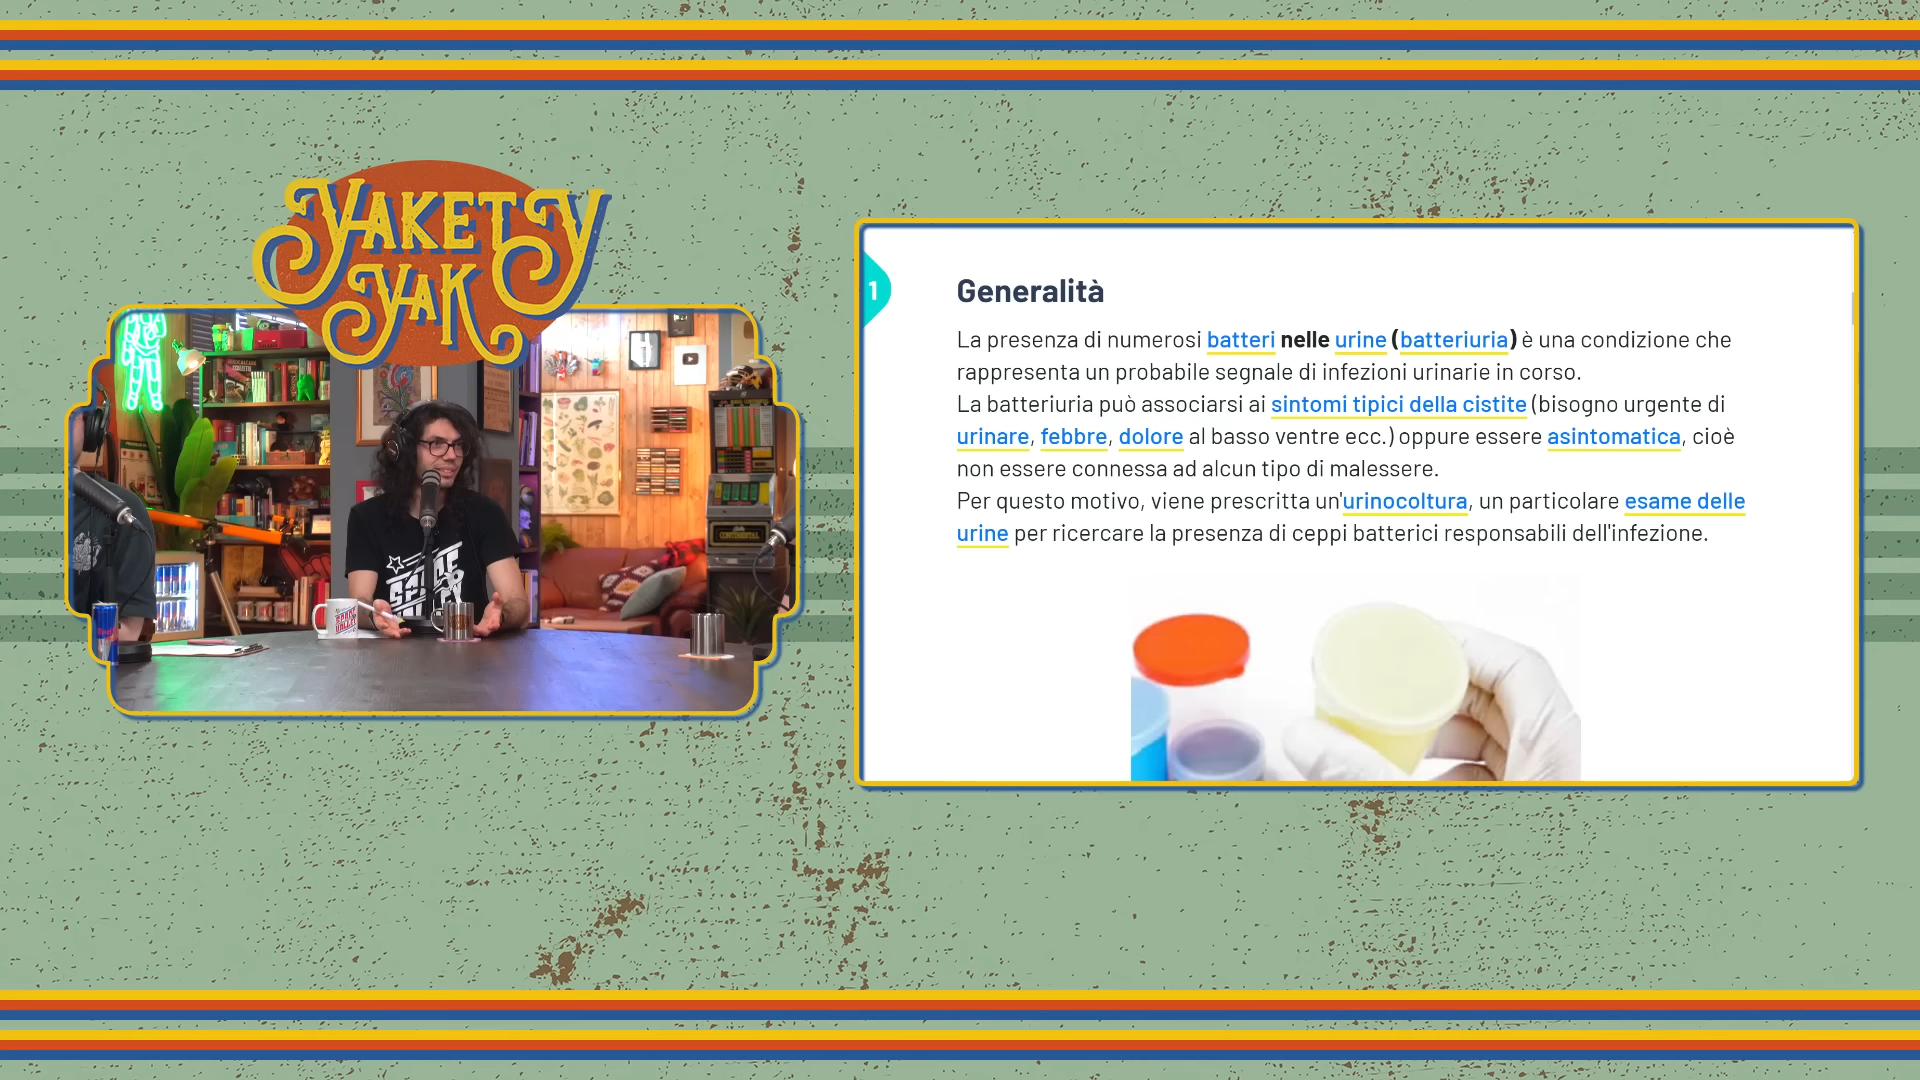 YAKETY
YAK
1
Generalità
La presenza di numerosi batteri nelle urine (batteriuria) è una condizione che
rappresenta un probabile segnale di infezioni urinarie in corso.
La batteriuria può associarsi ai sintomi tipici della cistite (bisogno urgente di
urinare, febbre, dolore al basso ventre ecc.) oppure essere asintomatica, cioè
non essere connessa ad alcun tipo di malessere.
Per questo motivo, viene prescritta un'urinocoltura, un particolare esame delle
urine per ricercare la presenza di ceppi batterici responsabili dell'infezione.
CONTINENTAL